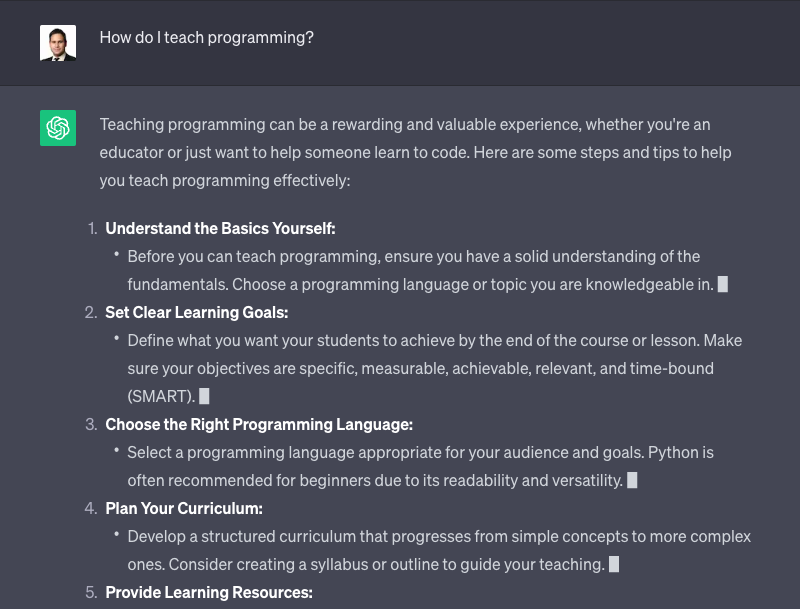 How do I teach programming?
Teaching programming can be a rewarding and valuable experience, whether you're an
educator or just want to help someone learn to code. Here are some steps and tips to help
you teach programming effectively:
1. Understand the Basics Yourself:
• Before you can teach programming, ensure you have a solid understanding of the
fundamentals. Choose a programming language or topic you are knowledgeable in.
2. Set Clear Learning Goals:
• Define what you want your students to achieve by the end of the course or lesson. Make
sure your objectives are specific, measurable, achievable, relevant, and time-bound
(SMART).
3. Choose the Right Programming Language:
• Select a programming language appropriate for your audience and goals. Python is
often recommended for beginners due to its readability and versatility.
4. Plan Your Curriculum:
• Develop a structured curriculum that progresses from simple concepts to more complex
ones. Consider creating a syllabus or outline to guide your teaching.
5. Provide Learning Resources: